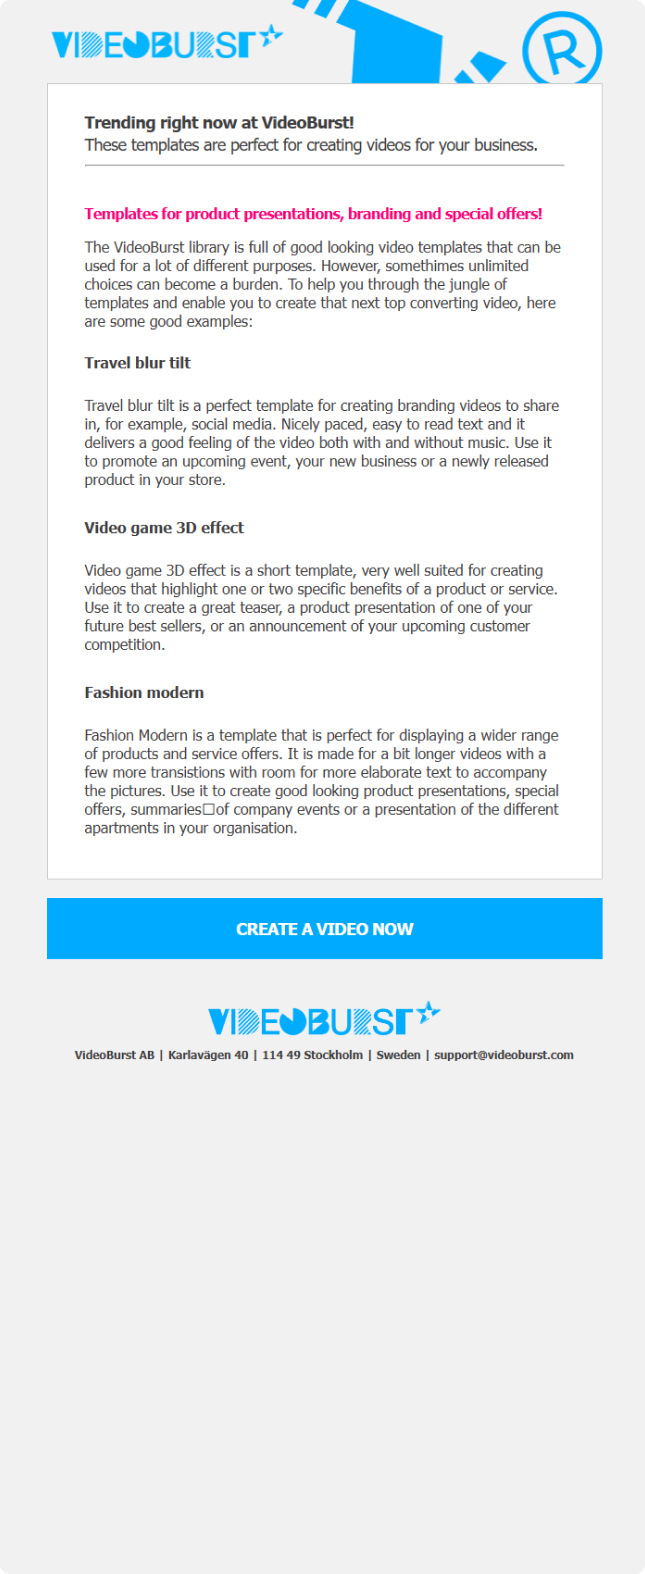 VIDEOBURST
®
Trending right now at VideoBurst!
These templates are perfect for creating videos for your business.
Templates for product presentations, branding and special offers!
The VideoBurst library is full of good looking video templates that can be
used for a lot of different purposes. However, somethimes unlimited
choices can become a burden. To help you through the jungle of
templates and enable you to create that next top converting video, here
are some good examples:
Travel blur tilt
Travel blur tilt is a perfect template for creating branding videos to share
in, for example, social media. Nicely paced, easy to read text and it
delivers a good feeling of the video both with and without music. Use it
to promote an upcoming event, your new business or a newly released
product in your store.
Video game 3D effect
Video game 3D effect is a short template, very well suited for creating
videos that highlight one or two specific benefits of a product or service.
Use it to create a great teaser, a product presentation of one of your
future best sellers, or an announcement of your upcoming customer
competition.
Fashion modern
Fashion Modern is a template that is perfect for displaying a wider range
of products and service offers. It is made for a bit longer videos with a
few more transistions with room for more elaborate text to accompany
the pictures. Use it to create good looking product presentations, special
offers, summaries□of company events or a presentation of the different
apartments in your organisation.
CREATE A VIDEO NOW
VIDEOBURST
VideoBurst AB | Karlavägen 40 | 114 49 Stockholm | Sweden | support@videoburst.com